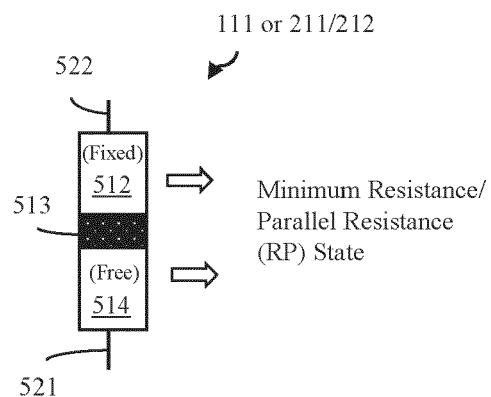 111 or 211/212
522
(Fixed)
512
513
Minimum Resistance/
Parallel Resistance
(RP) State
(Free)
514
521